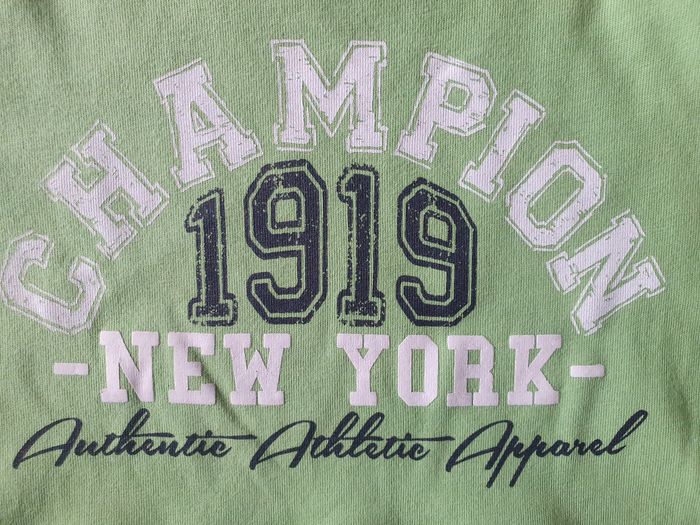 CHAMPION
1919
-NEW YORK-
Authentic Athletic Apparel